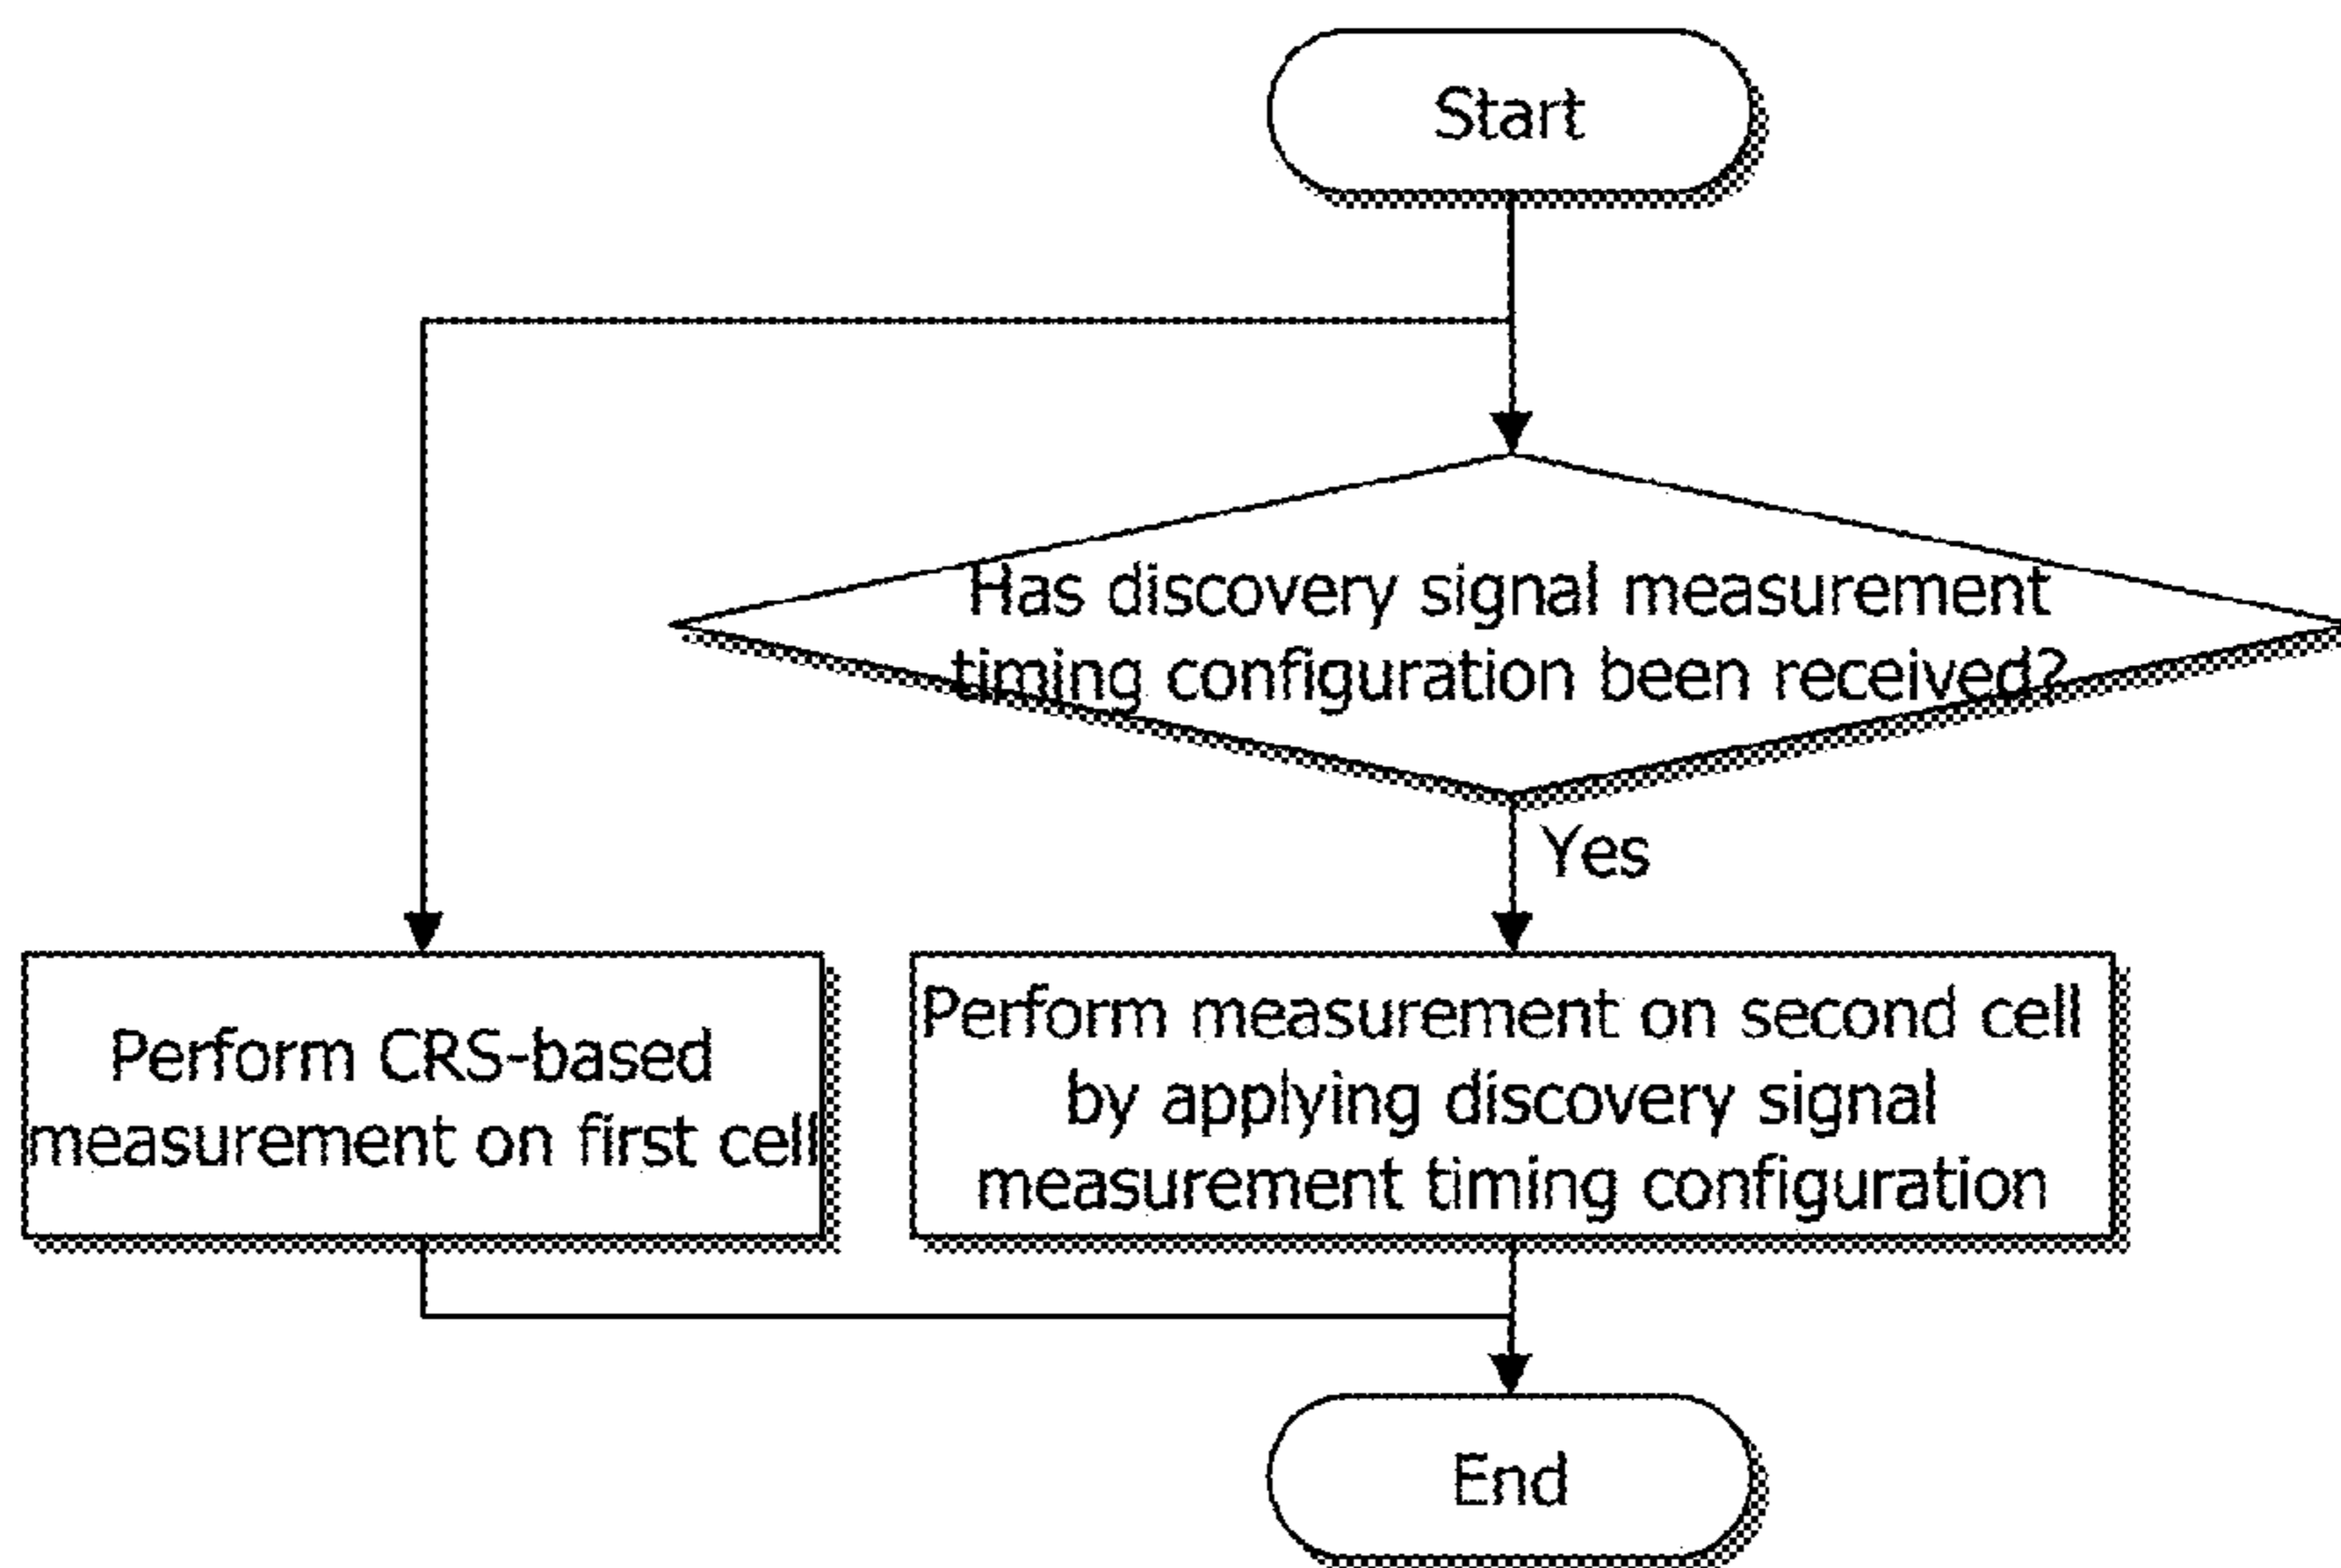 Start
Has discovery signal measurement
timing configuration been received?
Yes
Perform CRS-based
measurement on first cell
Perform measurement on second cell
by applying discovery signal
measurement timing configuration
End